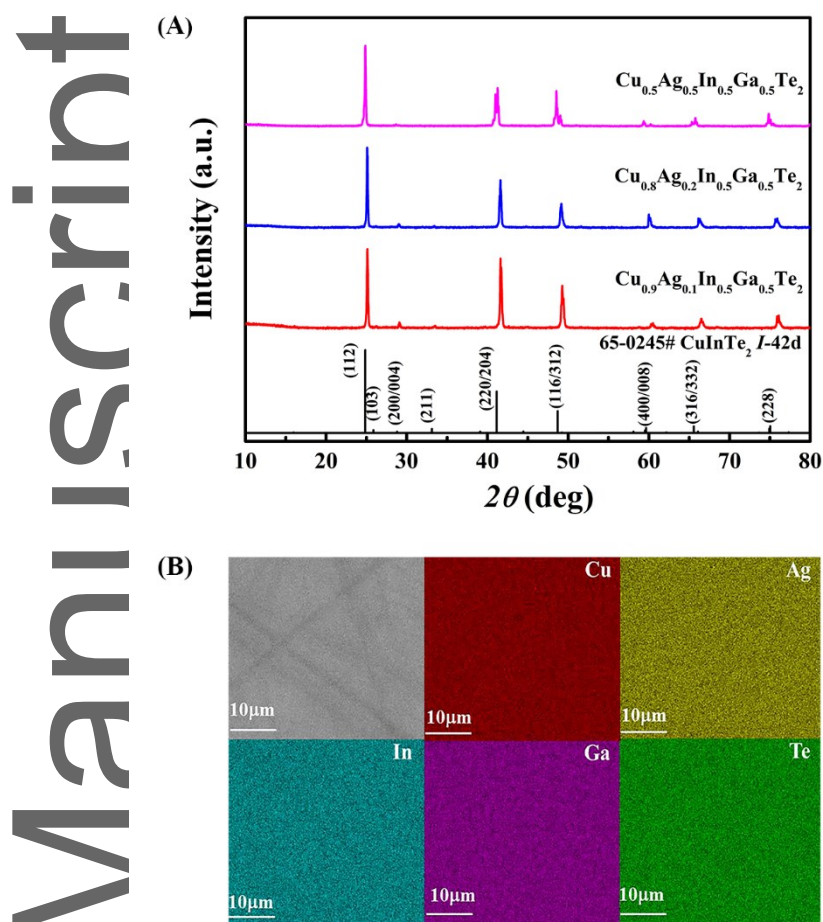 Manuscript
(A)
Cu0.5Ag0.5In0.5Ga0.5Te2
Cu0.8Ag0.2In0.5Ga0.5Te2
Cu0.9Ag0.1In0.5Ga0.5Te2
65-0245# CuInTe2 I-42d
Intensity (a.u.)
(112)
(103)
(200/004)
(211)
(220/204)
(116/312)
(400/008)
(316/332)
(228)
10 20 30 40 50 60 70 80
2θ (deg)
(B)
Cu
Ag
10μm
10μm
10μm
In
Ga
Te
10μm
10μm
10μm